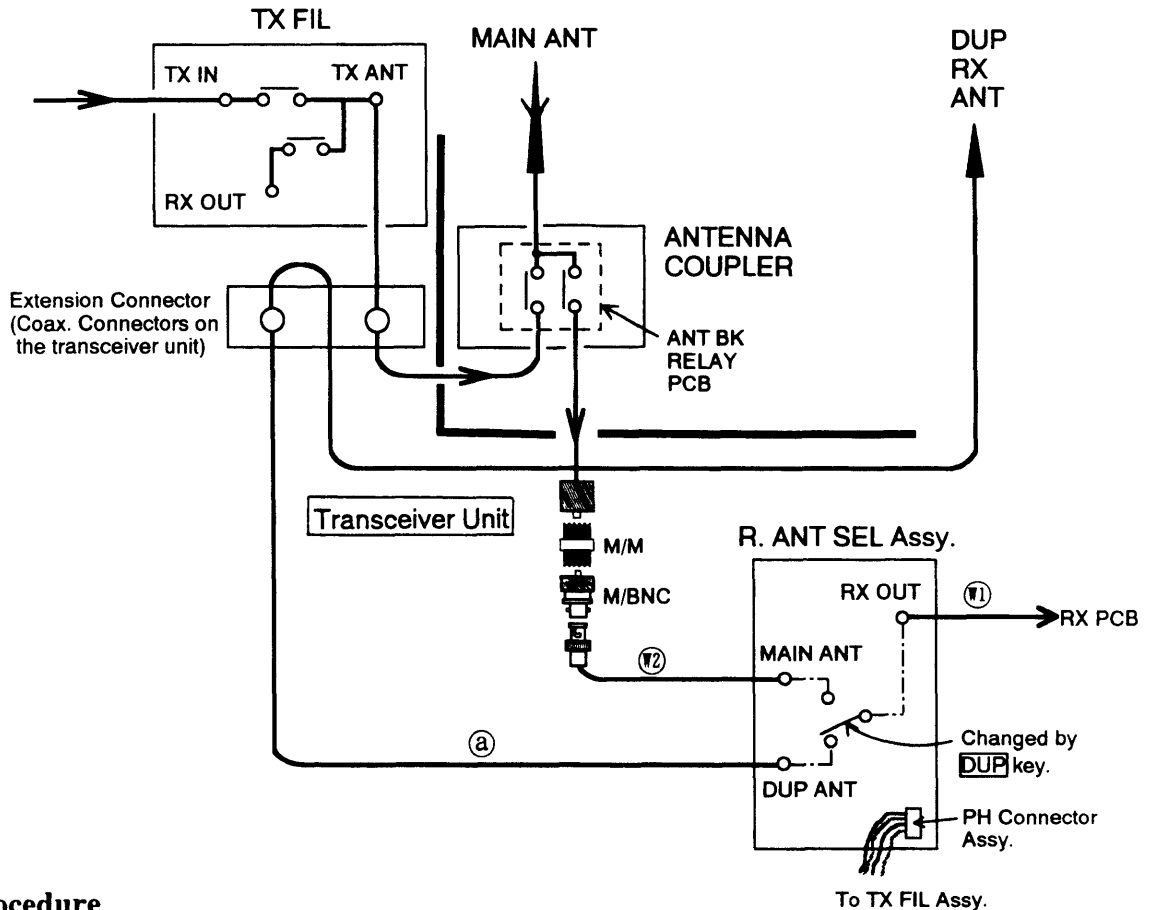 TX FIL
TX IN
TX ANT
RX OUT
MAIN ANT
DUP
RX
ANT
ANTENNA
COUPLER
ANT BK
RELAY
PCB
Extension Connector
(Coax. Connectors on
the transceiver unit)
Transceiver Unit
M/M
M/BNC
R. ANT SEL Assy.
RX OUT
W1
RX PCB
MAIN ANT
W2
ⓐ
DUP ANT
Changed by
DUP key.
PH Connector
Assy.
To TX FIL Assy.
ocedure